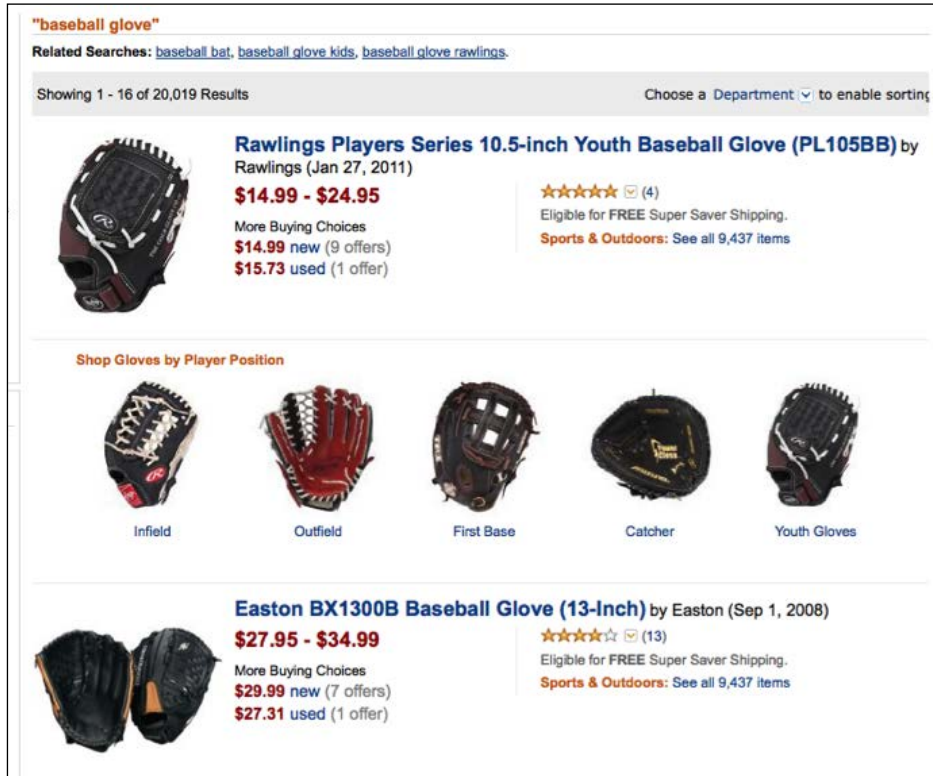 "baseball glove"
Related Searches: baseball bat, baseball glove kids, baseball glove rawlings.
Showing 1 - 16 of 20,019 Results
Choose a Department to enable sorting
Rawlings Players Series 10.5-inch Youth Baseball Glove (PL105BB) by
Rawlings (Jan 27, 2011)
$14.99 - $24.95
More Buying Choices
$14.99 new (9 offers)
$15.73 used (1 offer)
(4)
Eligible for FREE Super Saver Shipping.
Sports & Outdoors: See all 9,437 items
Shop Gloves by Player Position
Infield
Outfield
First Base
Catcher
Youth Gloves
Easton BX1300B Baseball Glove (13-Inch) by Easton (Sep 1, 2008)
$27.95 - $34.99
More Buying Choices
$29.99 new (7 offers)
$27.31 used (1 offer)
(13)
Eligible for FREE Super Saver Shipping.
Sports & Outdoors: See all 9,437 items